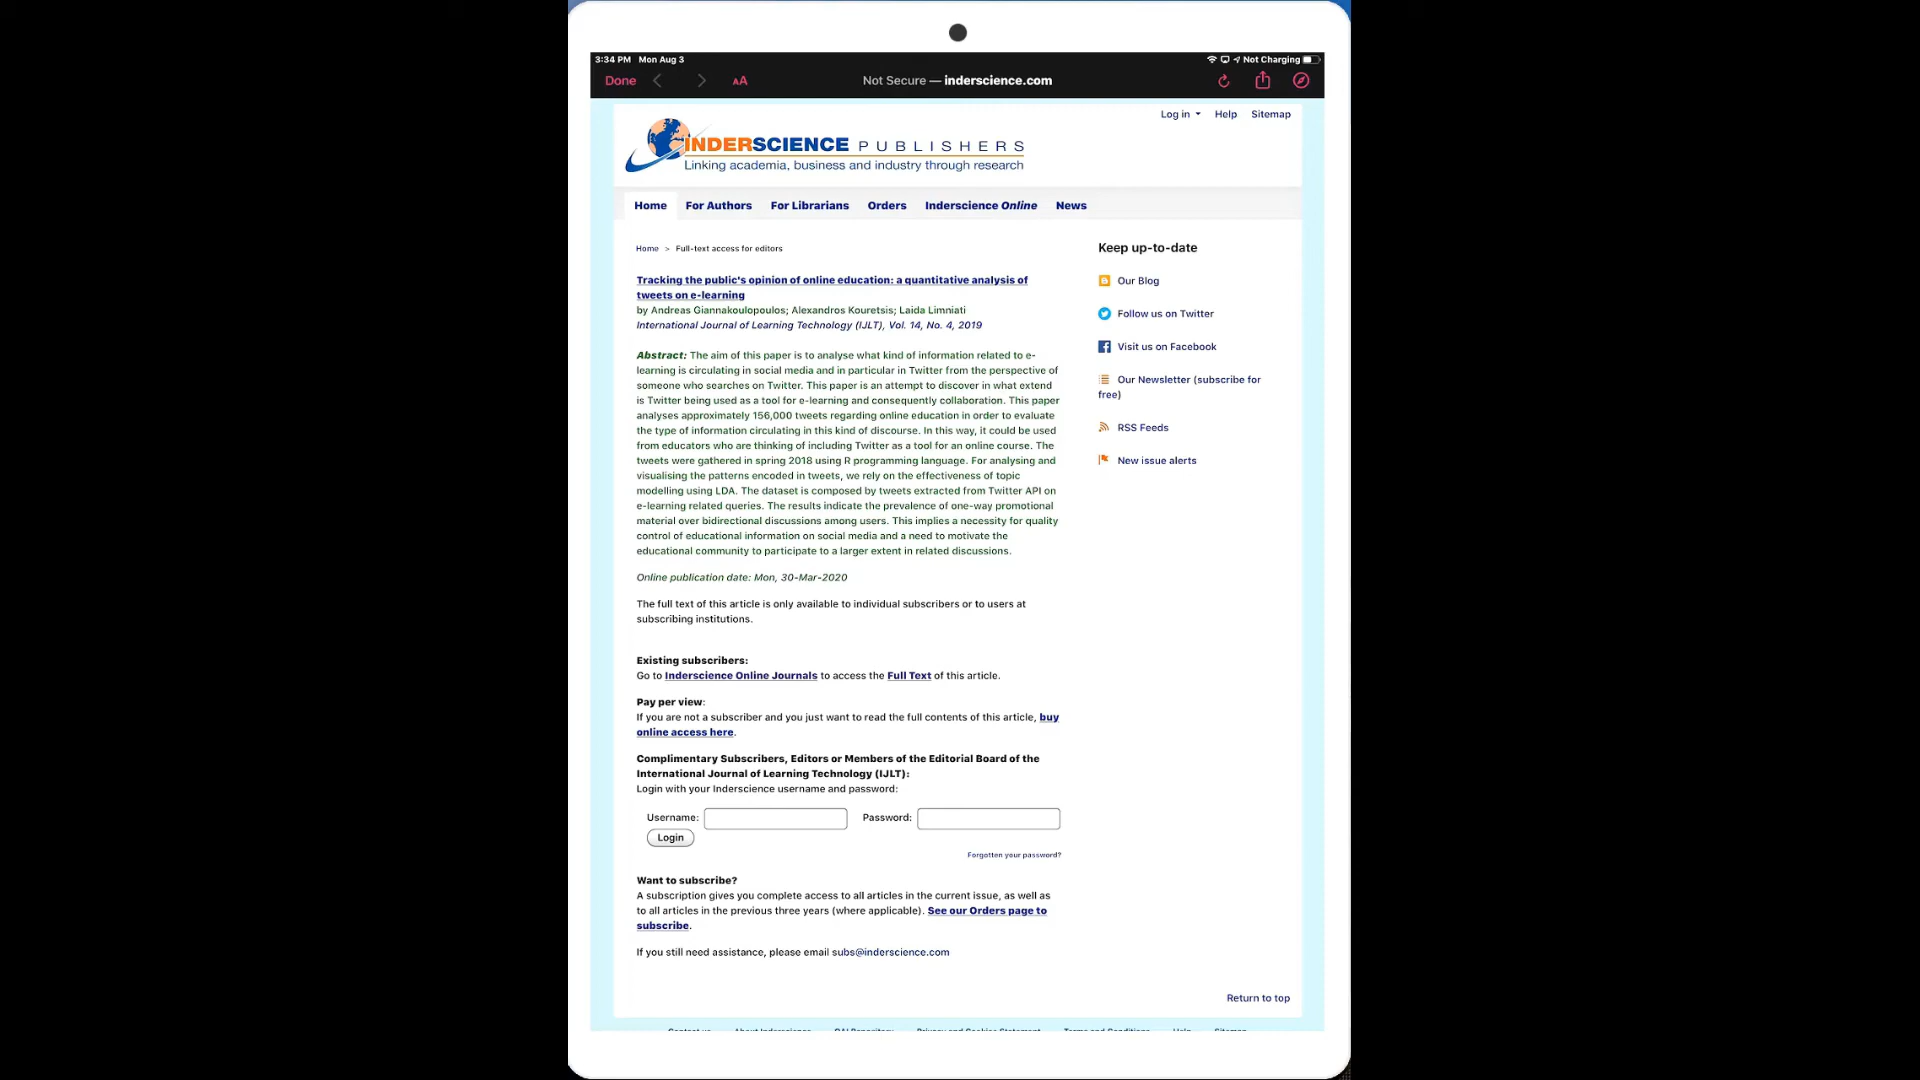 3:34 PM Mon Aug 3
Not Charging
Done
AA
Not Secure — inderscience.com
Log in
Help
Sitemap
INDERSCIENCE PUBLISHERS
Linking academia, business and industry through research
Home
For Authors
For Librarians
Orders
Inderscience Online
News
Home > Full-text access for editors
Tracking the public's opinion of online education: a quantitative analysis of
tweets on e-learning
by Andreas Giannakoulopoulos; Alexandros Kouretsis; Laida Limniati
International Journal of Learning Technology (IJLT), Vol. 14, No. 4, 2019
Abstract: The aim of this paper is to analyse what kind of information related to e-
learning is circulating in social media and in particular in Twitter from the perspective of
someone who searches on Twitter. This paper is an attempt to discover in what extend
is Twitter being used as a tool for e-learning and consequently collaboration. This paper
analyses approximately 156,000 tweets regarding online education in order to evaluate
the type of information circulating in this kind of discourse. In this way, it could be used
from educators who are thinking of including Twitter as a tool for an online course. The
tweets were gathered in spring 2018 using R programming language. For analysing and
visualising the patterns encoded in tweets, we rely on the effectiveness of topic
modelling using LDA. The dataset is composed by tweets extracted from Twitter API on
e-learning related queries. The results indicate the prevalence of one-way promotional
material over bidirectional discussions among users. This implies a necessity for quality
control of educational information on social media and a need to motivate the
educational community to participate to a larger extent in related discussions.
Online publication date: Mon, 30-Mar-2020
The full text of this article is only available to individual subscribers or to users at
subscribing institutions.
Existing subscribers:
Go to Inderscience Online Journals to access the Full Text of this article.
Pay per view:
If you are not a subscriber and you just want to read the full contents of this article, buy
online access here.
Complimentary Subscribers, Editors or Members of the Editorial Board of the
International Journal of Learning Technology (IJLT):
Login with your Inderscience username and password:
Username:
Password:
Login
Forgotten your password?
Want to subscribe?
A subscription gives you complete access to all articles in the current issue, as well as
to all articles in the previous three years (where applicable). See our Orders page to
subscribe.
If you still need assistance, please email subs@inderscience.com
Keep up-to-date
Our Blog
Follow us on Twitter
Visit us on Facebook
Our Newsletter (subscribe for
free)
RSS Feeds
New issue alerts
Return to top
Contact us
About Inderscience
OAI Repository
Privacy and Cookies Statement
Terms and Conditions
Help
Sitemap